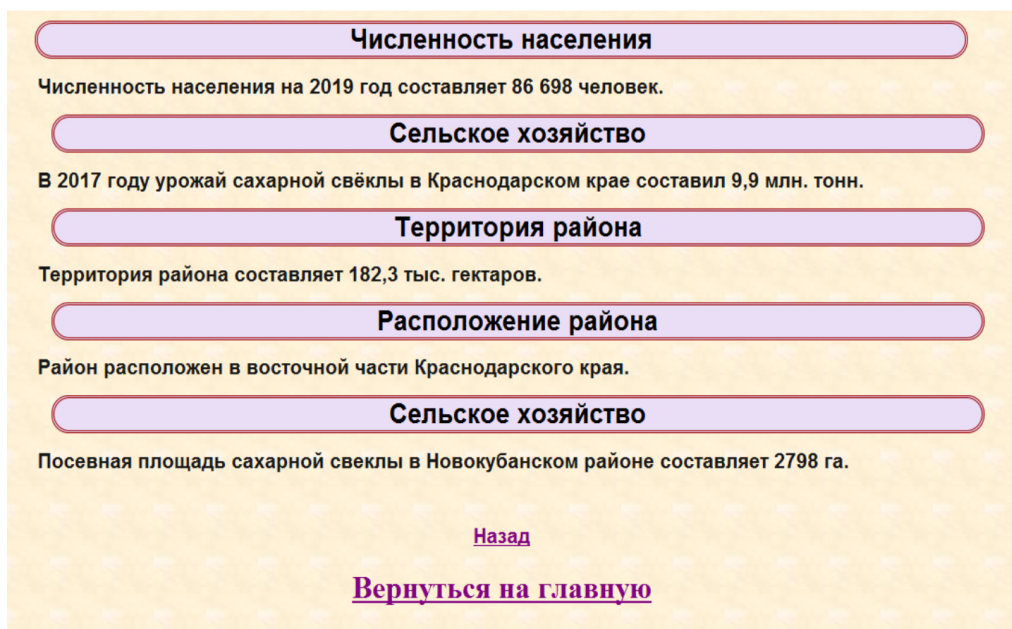 Численность населения
Численность населения на 2019 год составляет 86 698 человек.
Сельское хозяйство
В 2017 году урожай сахарной свёклы в Краснодарском крае составил 9,9 млн. тонн.
Территория района
Территория района составляет 182,3 тыс. гектаров.
Расположение района
Район расположен в восточной части Краснодарского края.
Сельское хозяйство
Посевная площадь сахарной свеклы в Новокубанском районе составляет 2798 га.
Назад
Вернуться на главную